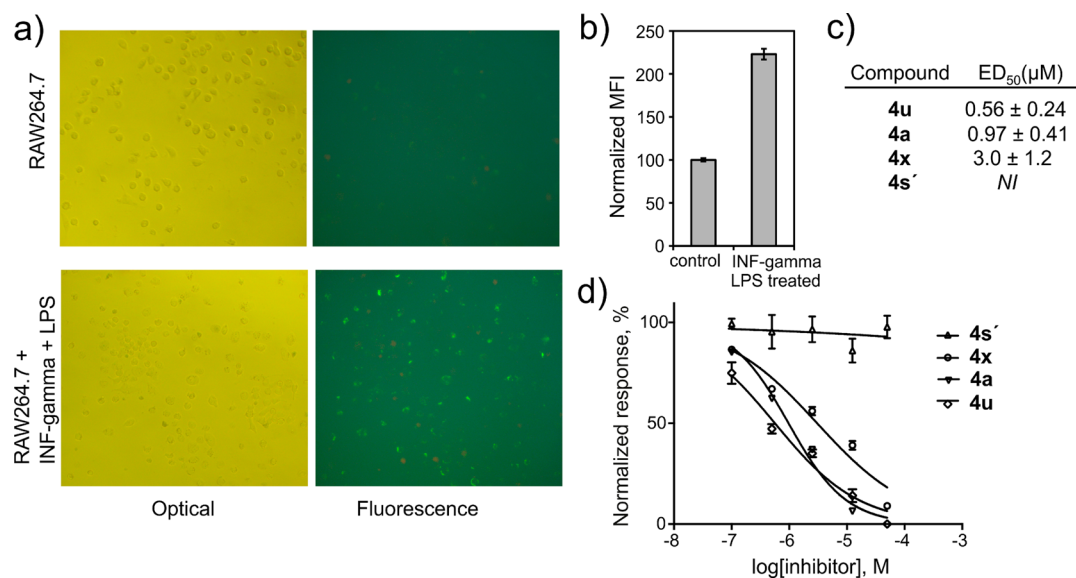 a)
RAW264.7
RAW264.7 +
INF-gamma + LPS
Optical
Fluorescence
b)
Normalized MFI
250
200
150
100
50
0
control
INF-gamma
LPS treated
c)
Compound ED50(µM)
4u 0.56 ± 0.24
4a 0.97 ± 0.41
4x 3.0 ± 1.2
4s´ NI
d)
Normalized response, %
100
50
0
-8 -7 -6 -5 -4 -3
log[inhibitor], M
4s´
4x
4a
4u